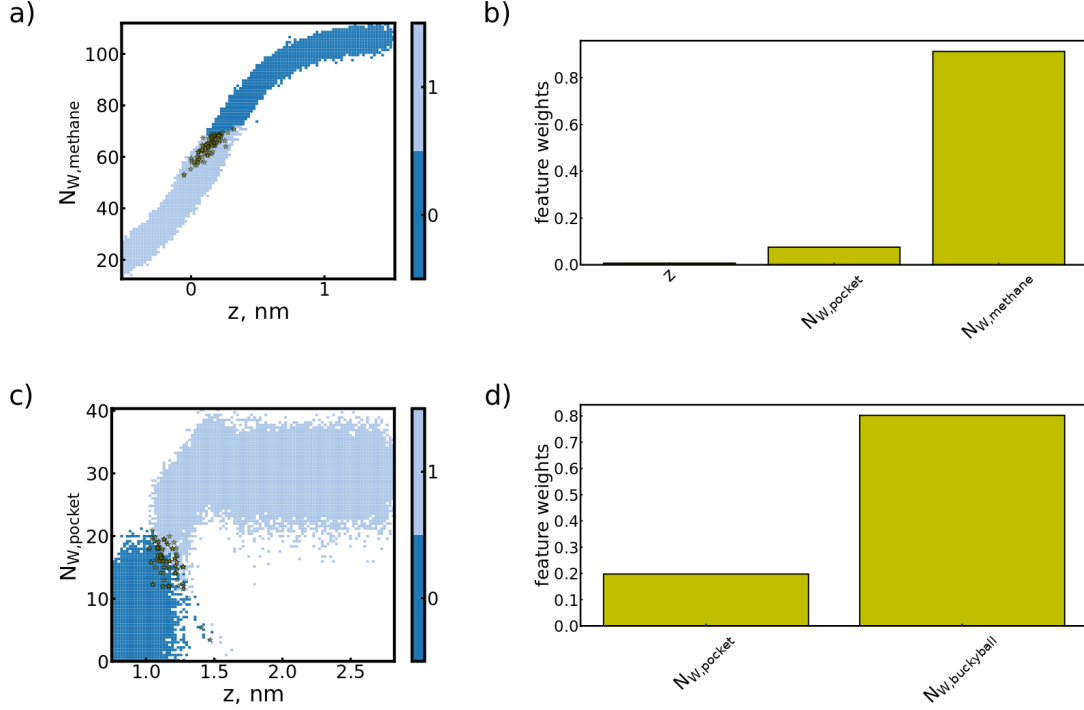 a)
100
80
60
40
20
N_W,methane
0
1
z, nm
1
0
b)
0.8
0.6
0.4
0.2
0.0
feature weights
z
N_W,pocket
N_W,methane
c)
40
30
20
10
0
N_W,pocket
1.0
1.5
2.0
2.5
z, nm
1
0
d)
0.8
0.7
0.6
0.5
0.4
0.3
0.2
0.1
0.0
feature weights
N_W,pocket
N_W,buckyball